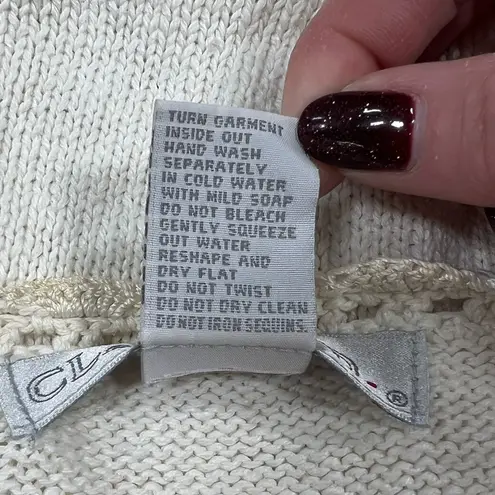 TURN GARMENT
INSIDE OUT
HAND WASH
SEPARATELY
IN COLD WATER
WITH MILD SOAP
DO NOT BLEACH
GENTLY SQUEEZE
OUT WATER
RESHAPE AND
DRY FLAT
DO NOT TWIST
DO NOT DRY CLEAN
DO NOT IRON SEQUINS.
CL
®